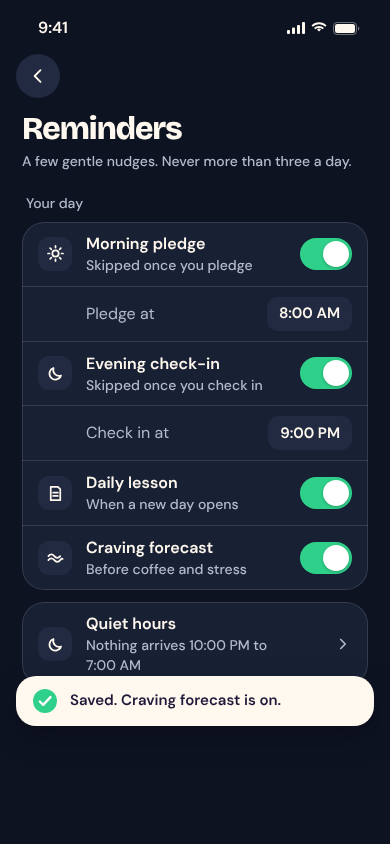 9:41
Reminders
A few gentle nudges. Never more than three a day.
Your day
Morning pledge
Skipped once you pledge
Pledge at
8:00 AM
Evening check-in
Skipped once you check in
Check in at
9:00 PM
Daily lesson
When a new day opens
Craving forecast
Before coffee and stress
Quiet hours
Nothing arrives 10:00 PM to
7:00 AM
Saved. Craving forecast is on.